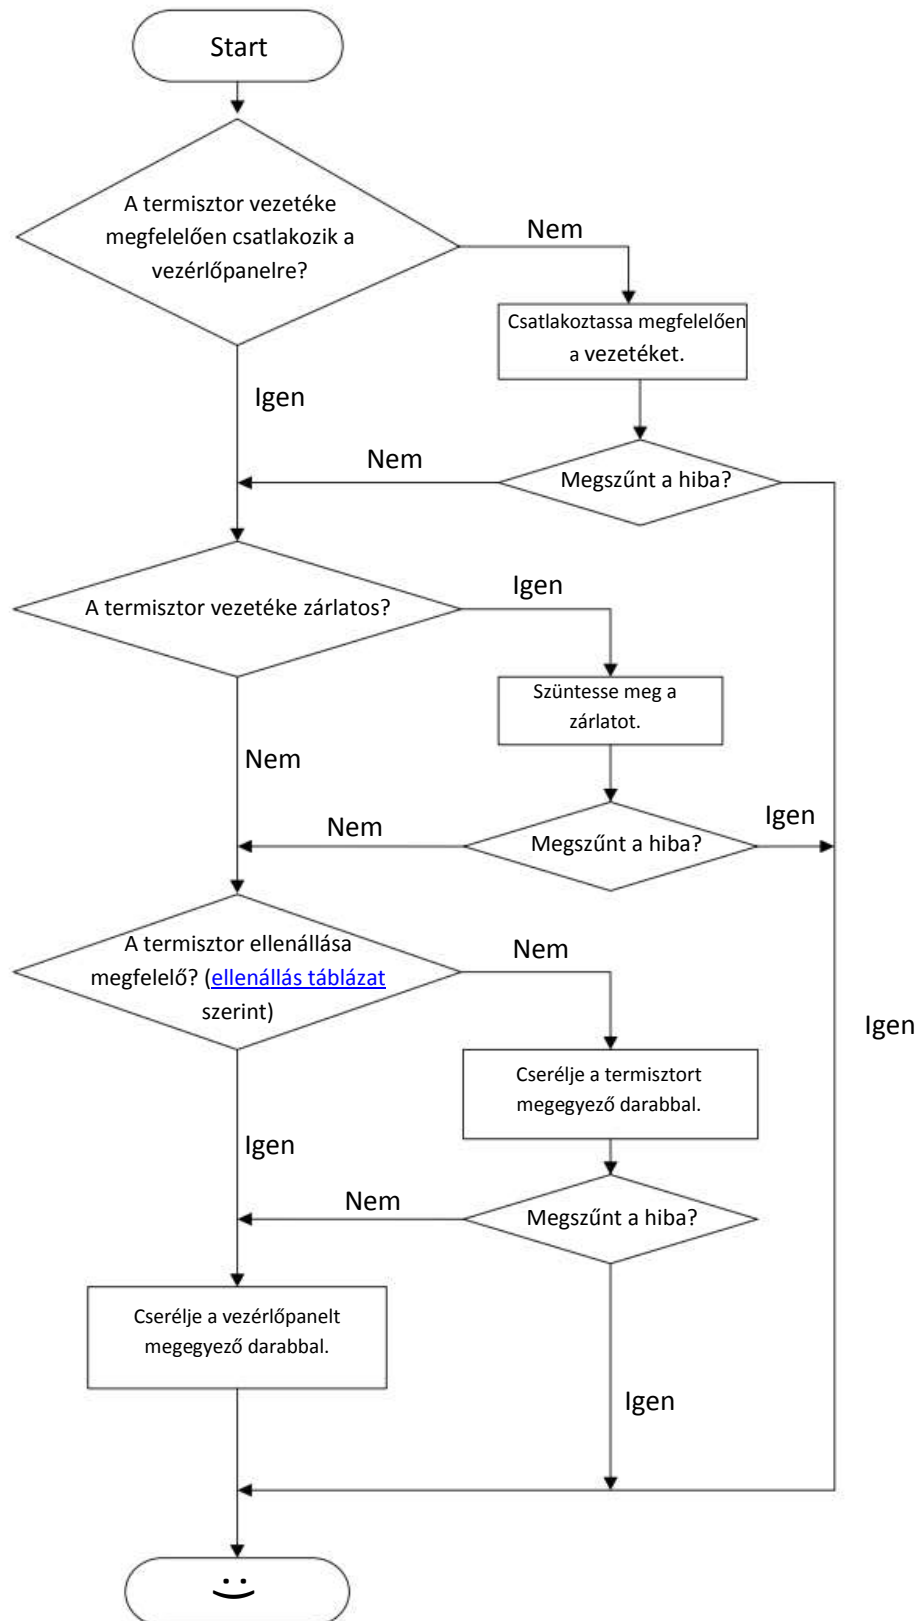 Start
A termisztor vezetéke
megfelelően csatlakozik a
vezérlőpanelre?
Nem
Csatlakoztassa megfelelően
a vezetéket.
Igen
Nem
Megszűnt a hiba?
A termisztor vezetéke zárlatos?
Igen
Szüntesse meg a
zárlatot.
Nem
Nem
Megszűnt a hiba?
Igen
A termisztor ellenállása
megfelelő? (ellenállás táblázat
szerint)
Nem
Igen
Cserélje a termisztort
megegyező darabbal.
Igen
Nem
Megszűnt a hiba?
Cserélje a vezérlőpanelt
megegyező darabbal.
Igen